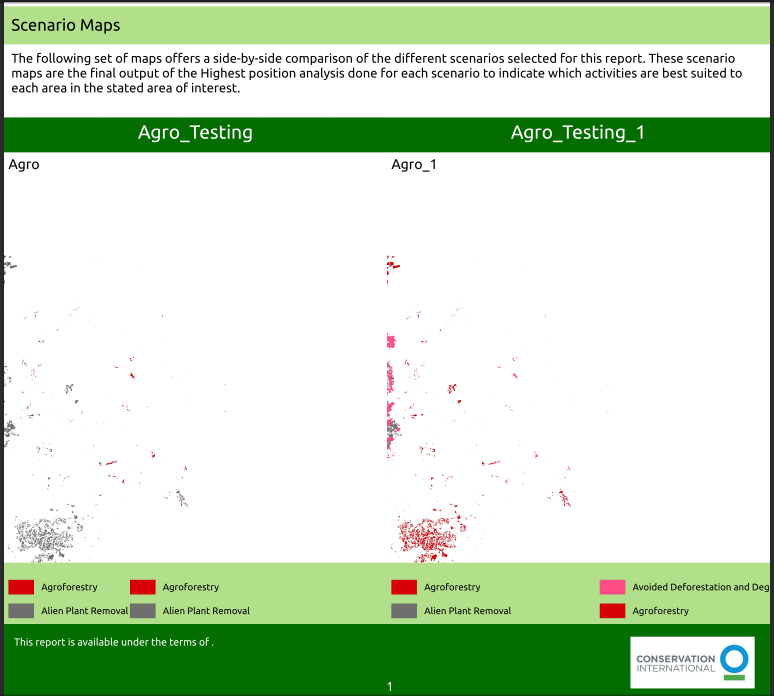 Scenario Maps
The following set of maps offers a side-by-side comparison of the different scenarios selected for this report. These scenario
maps are the final output of the Highest position analysis done for each scenario to indicate which activities are best suited to
each area in the stated area of interest.
Agro_Testing
Agro_Testing_1
Agro
Agro_1
Agroforestry
Agroforestry
Alien Plant Removal
Alien Plant Removal
Agroforestry
Avoided Deforestation and Deg
Alien Plant Removal
Agroforestry
This report is available under the terms of .
CONSERVATION
INTERNATIONAL
1